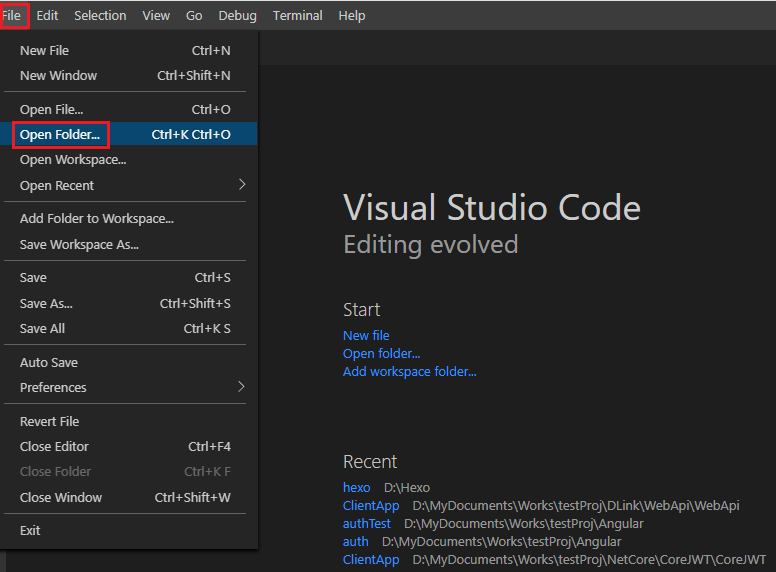 File Edit Selection View Go Debug Terminal Help
New File Ctrl+N
New Window Ctrl+Shift+N
Open File... Ctrl+O
Open Folder... Ctrl+K Ctrl+O
Open Workspace...
Open Recent
Add Folder to Workspace...
Save Workspace As...
Save Ctrl+S
Save As... Ctrl+Shift+S
Save All Ctrl+K S
Auto Save
Preferences
Revert File
Close Editor Ctrl+F4
Close Folder Ctrl+K F
Close Window Ctrl+Shift+W
Exit
Visual Studio Code
Editing evolved
Start
New file
Open folder...
Add workspace folder...
Recent
hexo D:\Hexo
ClientApp D:\MyDocuments\Works\testProj\DLink\WebApi\WebApi
authTest D:\MyDocuments\Works\testProj\Angular
auth D:\MyDocuments\Works\testProj\Angular
ClientApp D:\MyDocuments\Works\testProj\NetCore\CoreJWT\CoreJWT